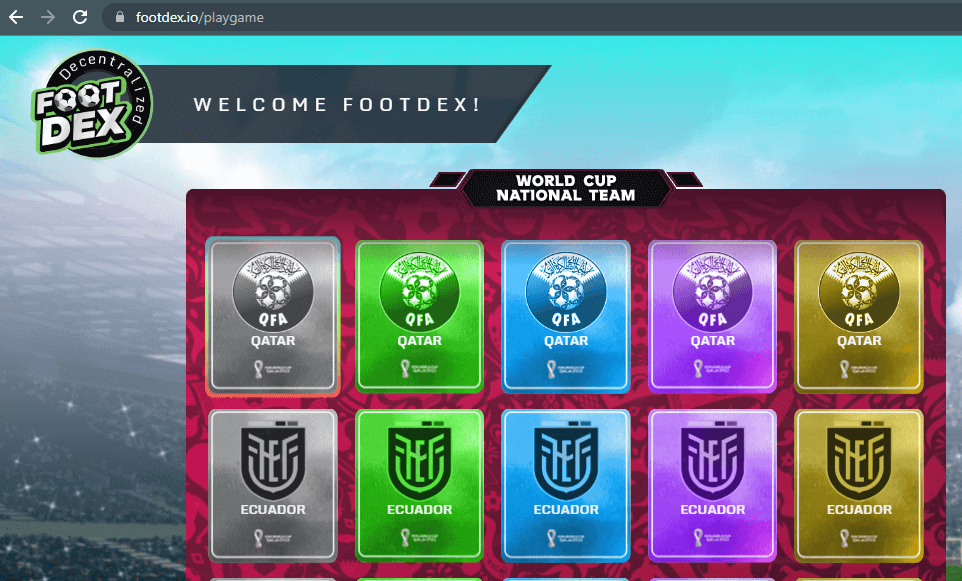 footdex.io/playgame
Decentralized
FOOT
DEX
WELCOME FOOTDEX!
WORLD CUP
NATIONAL TEAM
QFA
QATAR
QFA
QATAR
QFA
QATAR
QFA
QATAR
QFA
QATAR
ECUADOR
ECUADOR
ECUADOR
ECUADOR
ECUADOR